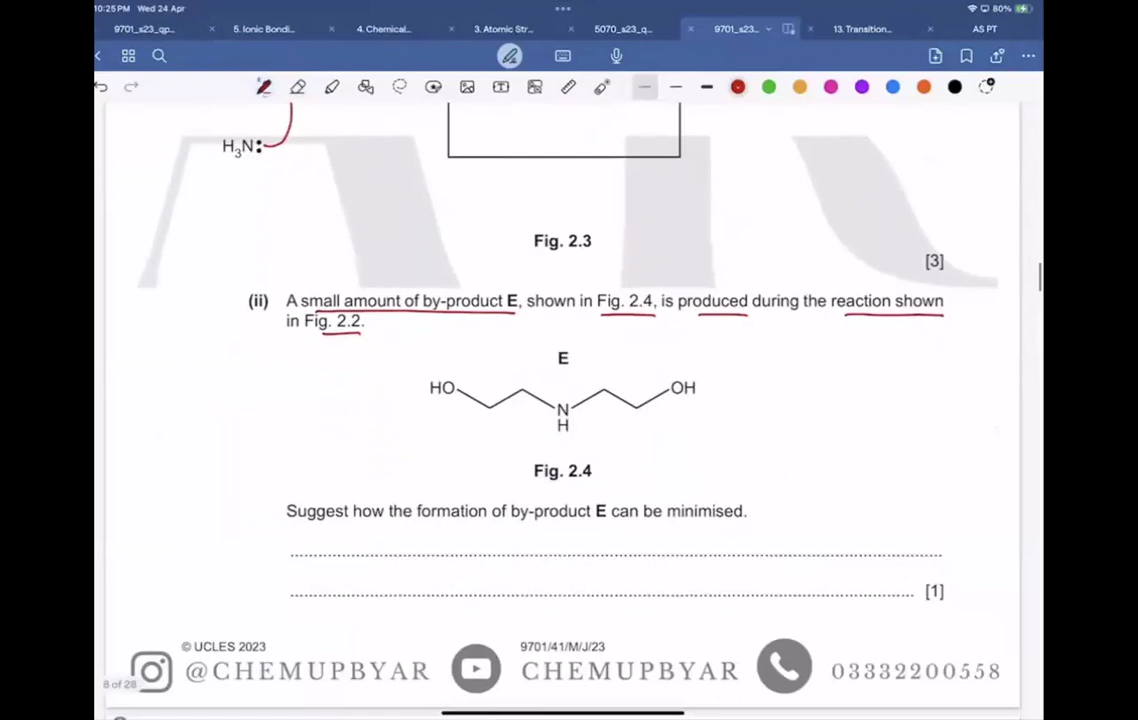 10:25 PM Wed 24 Apr
80%
9701_s23_qp... 5. Ionic Bondi... 4. Chemical... 3. Atomic Str... 5070_s23_q... 9701_s23... 13. Transition... AS PT
H3N:
Fig. 2.3
[3]
(ii) A small amount of by-product E, shown in Fig. 2.4, is produced during the reaction shown
in Fig. 2.2.
E
HO OH
N
H
Fig. 2.4
Suggest how the formation of by-product E can be minimised.
[1]
© UCLES 2023 9701/41/M/J/23
@CHEMUPBYAR CHEMUPBYAR 03332200558
8 of 28